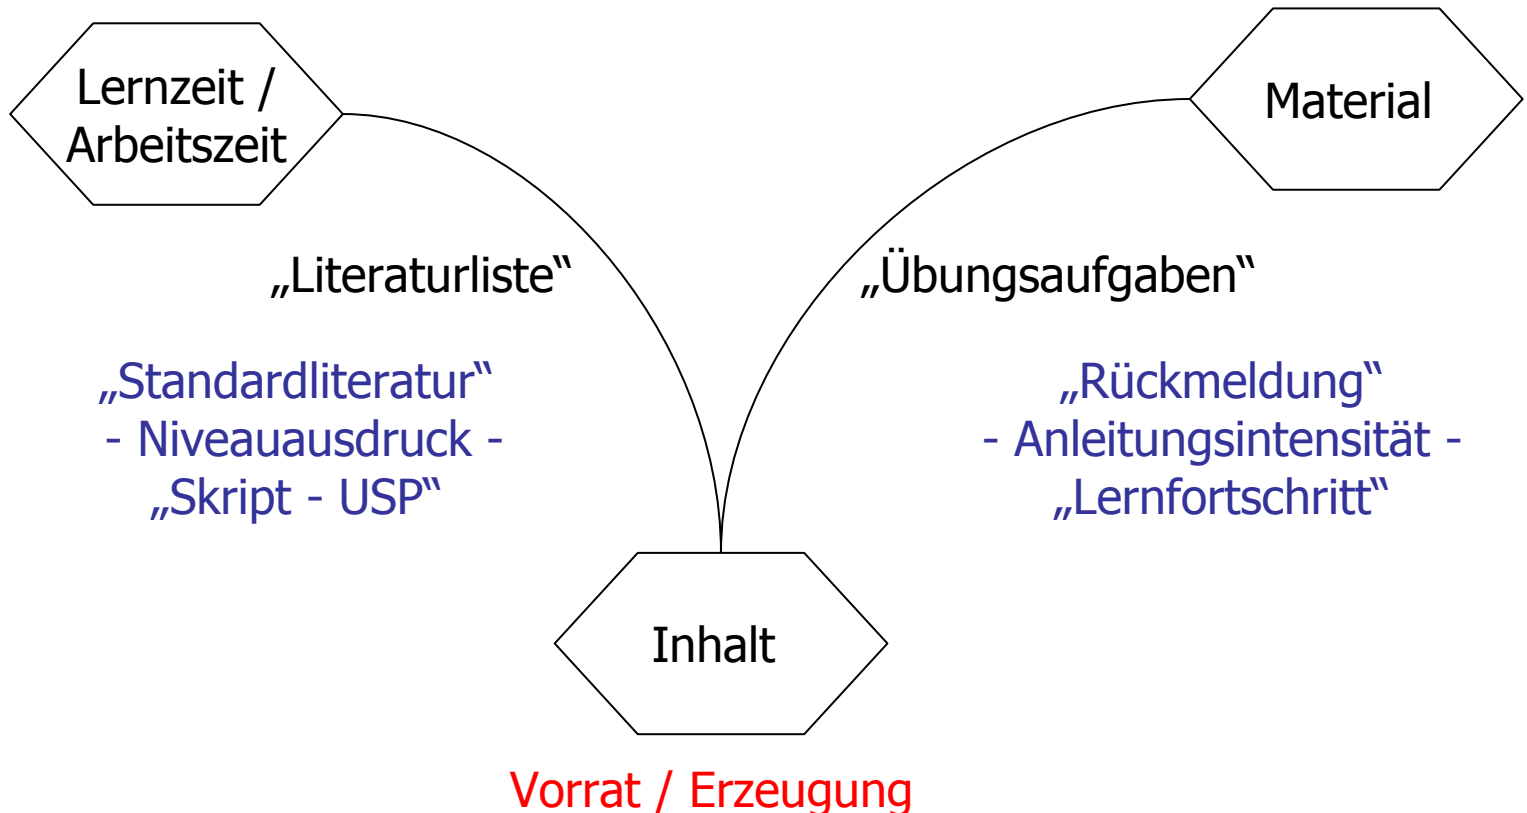 Lernzeit /
Arbeitszeit
Material
„Literaturliste“
„Übungsaufgaben“
„Standardliteratur“
- Niveauausdruck -
„Skript - USP“
„Rückmeldung“
- Anleitungsintensität -
„Lernfortschritt“
Inhalt
Vorrat / Erzeugung